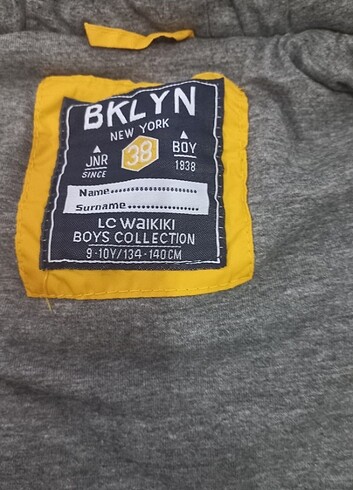 BKLYN
NEW YORK
JNR 38 BOY
SINCE 1938
Name
Surname
LC WAIKIKI
BOYS COLLECTION
9-10Y/134-140CM